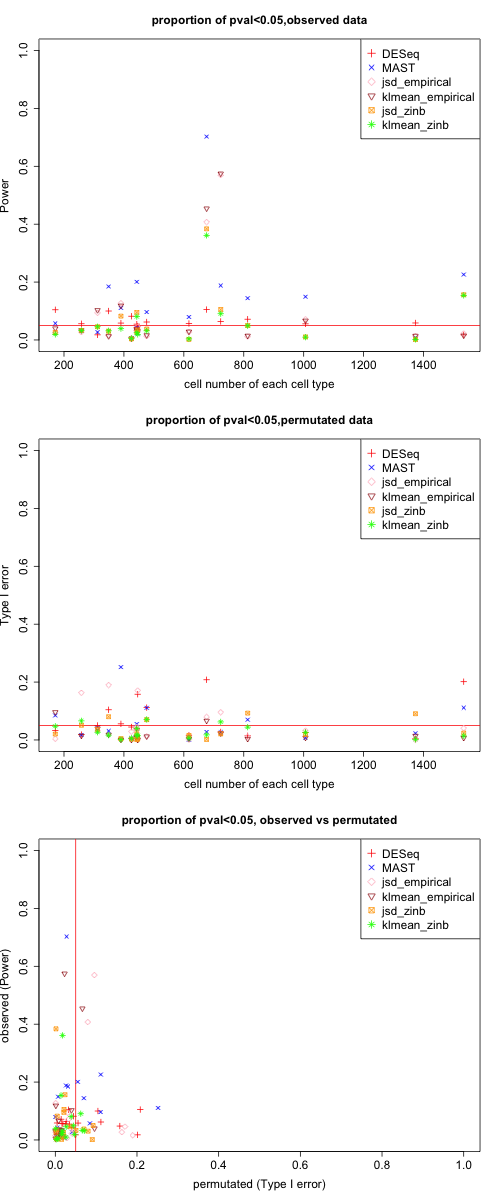 proportion of pval<0.05,observed data
Power
0.0 0.2 0.4 0.6 0.8 1.0
DESeq
MAST
jsd_empirical
klmean_empirical
jsd_zinb
klmean_zinb
200 400 600 800 1000 1200 1400
cell number of each cell type
proportion of pval<0.05,permutated data
Type I error
0.0 0.2 0.4 0.6 0.8 1.0
DESeq
MAST
jsd_empirical
klmean_empirical
jsd_zinb
klmean_zinb
200 400 600 800 1000 1200 1400
cell number of each cell type
proportion of pval<0.05, observed vs permutated
observed (Power)
0.0 0.2 0.4 0.6 0.8 1.0
DESeq
MAST
jsd_empirical
klmean_empirical
jsd_zinb
klmean_zinb
0.0 0.2 0.4 0.6 0.8 1.0
permutated (Type I error)